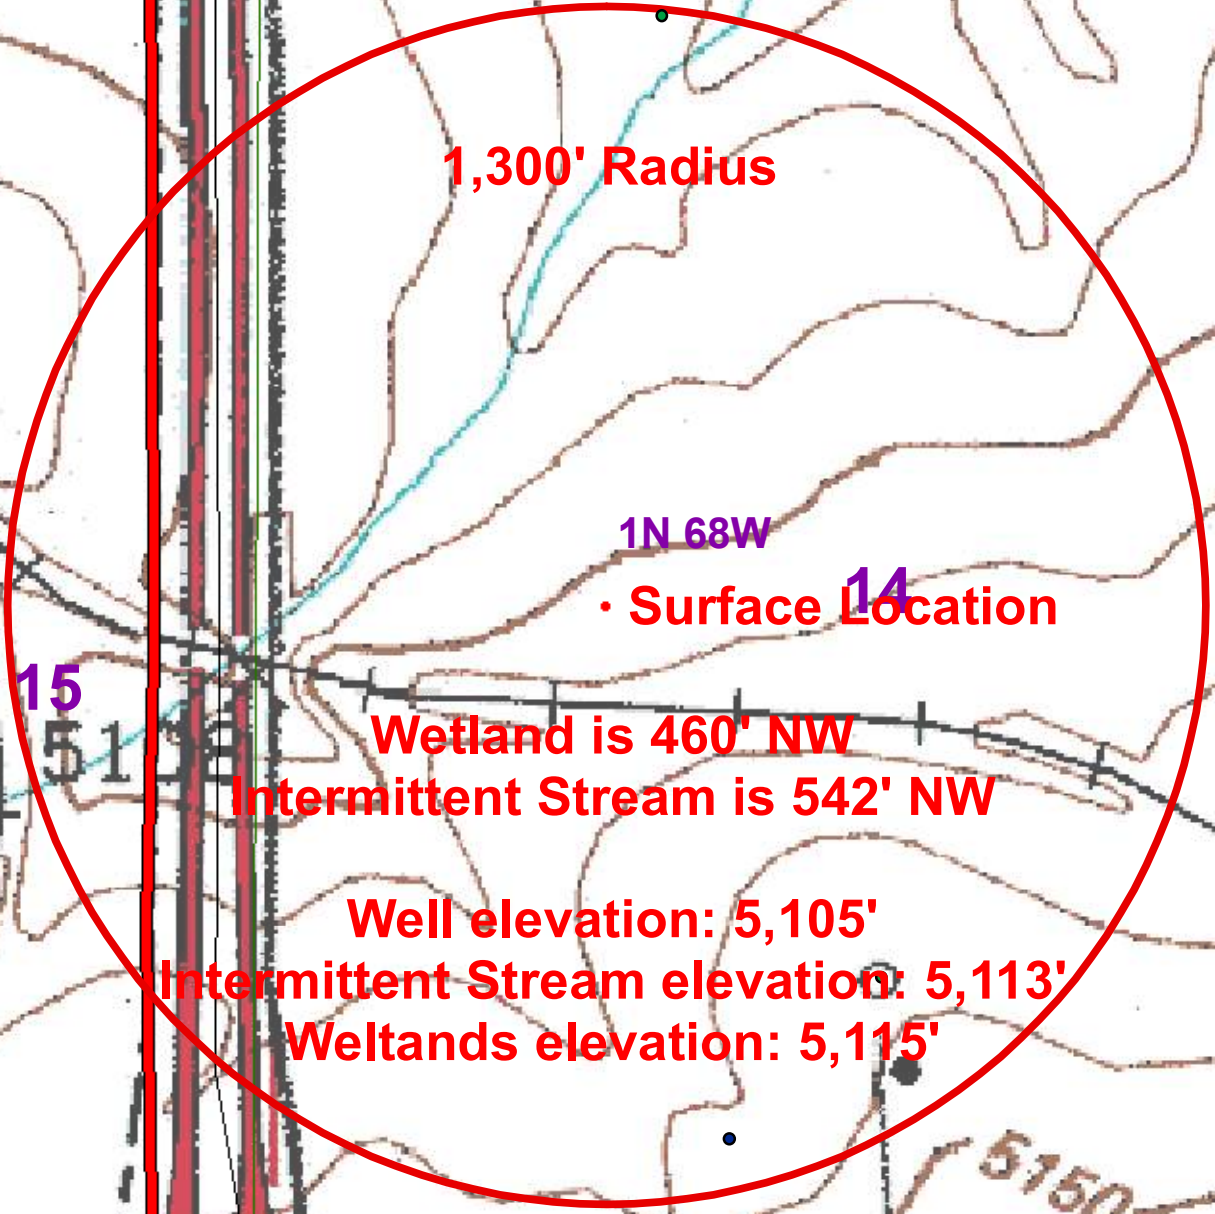 1,300' Radius
1N 68W
14
· Surface Location
15
Wetland is 460' NW
Intermittent Stream is 542' NW
Well elevation: 5,105'
Intermittent Stream elevation: 5,113'
Weltands elevation: 5,115'
5150